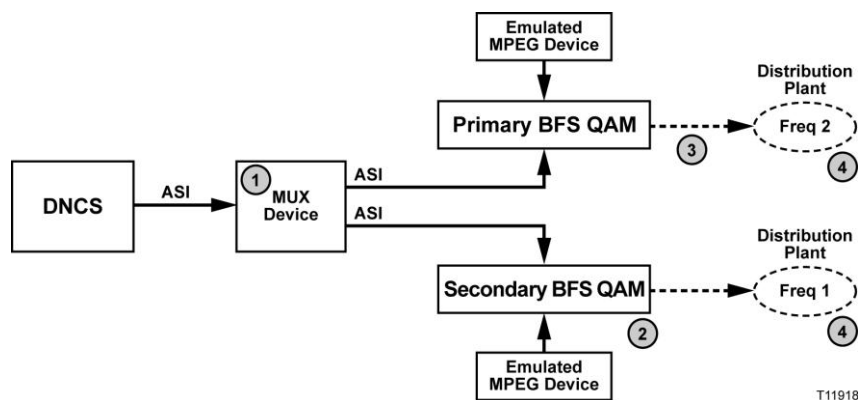 Emulated
MPEG Device
Distribution
Plant
Primary BFS QAM
Freq 2
3
4
1
ASI
DNCS
ASI
MUX
Device
ASI
Distribution
Plant
Secondary BFS QAM
Freq 1
2
4
Emulated
MPEG Device
T11918